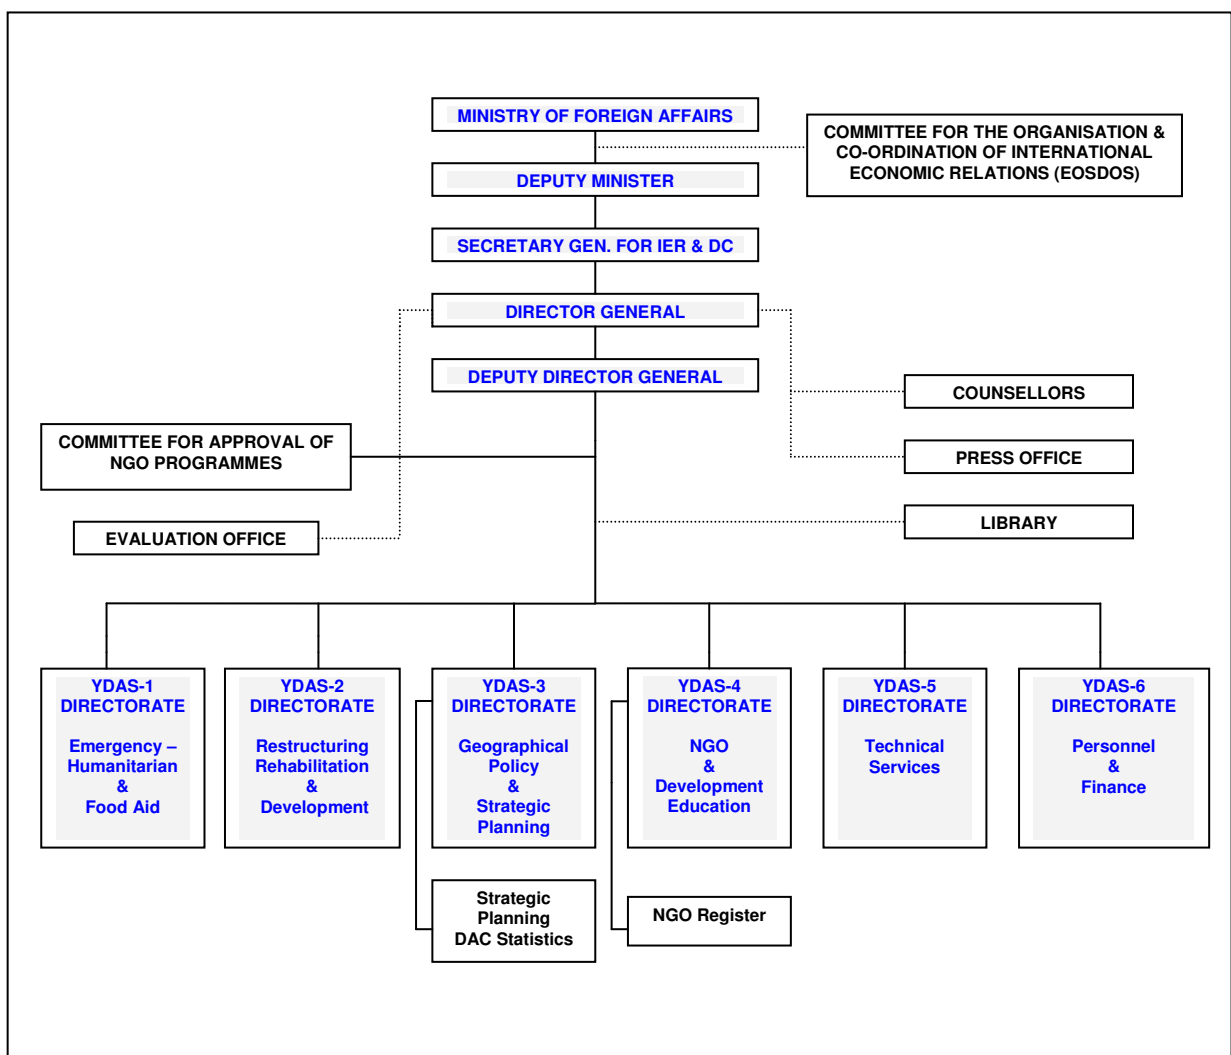 MINISTRY OF FOREIGN AFFAIRS
COMMITTEE FOR THE ORGANISATION &
CO-ORDINATION OF INTERNATIONAL
ECONOMIC RELATIONS (EOSDOS)
DEPUTY MINISTER
SECRETARY GEN. FOR IER & DC
DIRECTOR GENERAL
DEPUTY DIRECTOR GENERAL
COUNSELLORS
COMMITTEE FOR APPROVAL OF
NGO PROGRAMMES
PRESS OFFICE
LIBRARY
EVALUATION OFFICE
YDAS-1
DIRECTORATE
Emergency –
Humanitarian
&
Food Aid
YDAS-2
DIRECTORATE
Restructuring
Rehabilitation
&
Development
YDAS-3
DIRECTORATE
Geographical
Policy
&
Strategic
Planning
YDAS-4
DIRECTORATE
NGO
&
Development
Education
YDAS-5
DIRECTORATE
Technical
Services
YDAS-6
DIRECTORATE
Personnel
&
Finance
Strategic
Planning
DAC Statistics
NGO Register